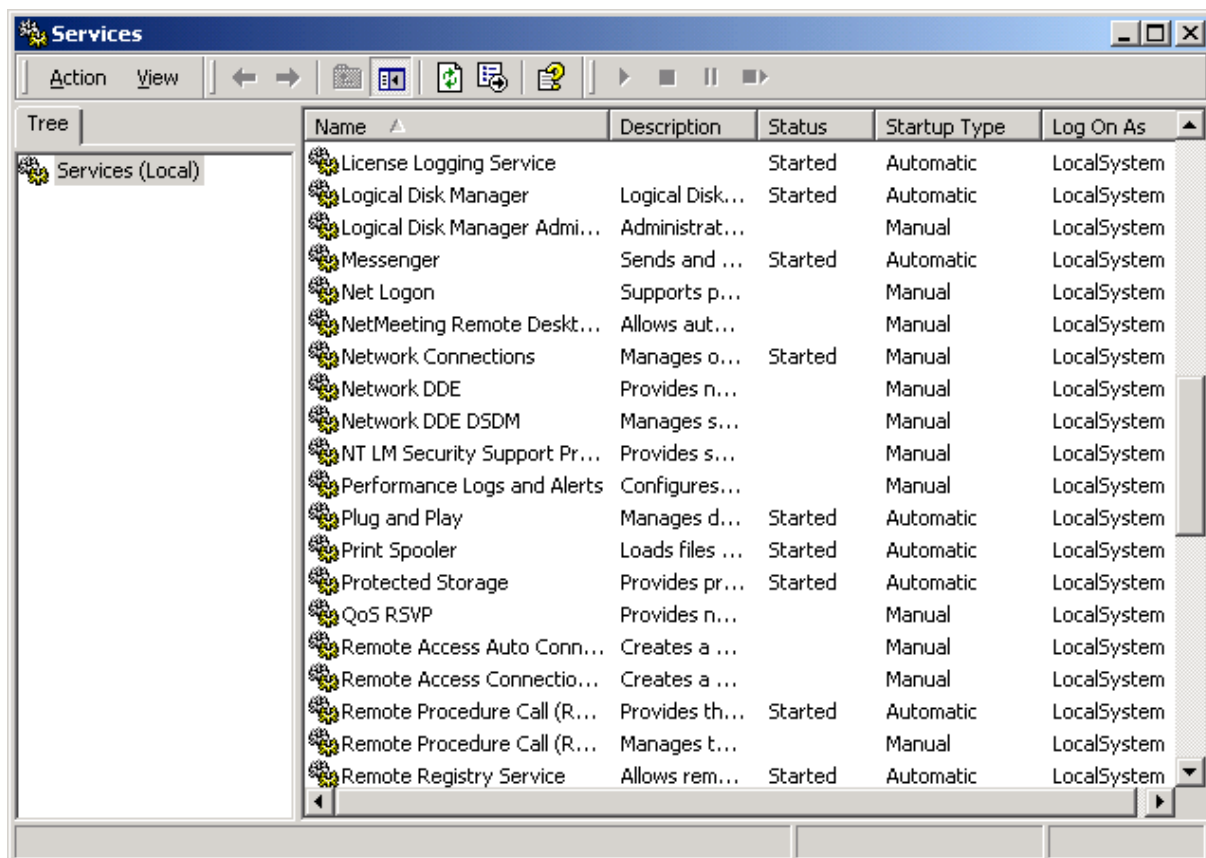 Services
Action View
Tree
Services (Local)
Name Description Status Startup Type Log On As
License Logging Service Started Automatic LocalSystem
Logical Disk Manager Logical Disk... Started Automatic LocalSystem
Logical Disk Manager Admi... Administrat... Manual LocalSystem
Messenger Sends and ... Started Automatic LocalSystem
Net Logon Supports p... Manual LocalSystem
NetMeeting Remote Deskt... Allows aut... Manual LocalSystem
Network Connections Manages o... Started Manual LocalSystem
Network DDE Provides n... Manual LocalSystem
Network DDE DSDM Manages s... Manual LocalSystem
NT LM Security Support Pr... Provides s... Manual LocalSystem
Performance Logs and Alerts Configures... Manual LocalSystem
Plug and Play Manages d... Started Automatic LocalSystem
Print Spooler Loads files ... Started Automatic LocalSystem
Protected Storage Provides pr... Started Automatic LocalSystem
QoS RSVP Provides n... Manual LocalSystem
Remote Access Auto Conn... Creates a ... Manual LocalSystem
Remote Access Connectio... Creates a ... Manual LocalSystem
Remote Procedure Call (R... Provides th... Started Automatic LocalSystem
Remote Procedure Call (R... Manages t... Manual LocalSystem
Remote Registry Service Allows rem... Started Automatic LocalSystem